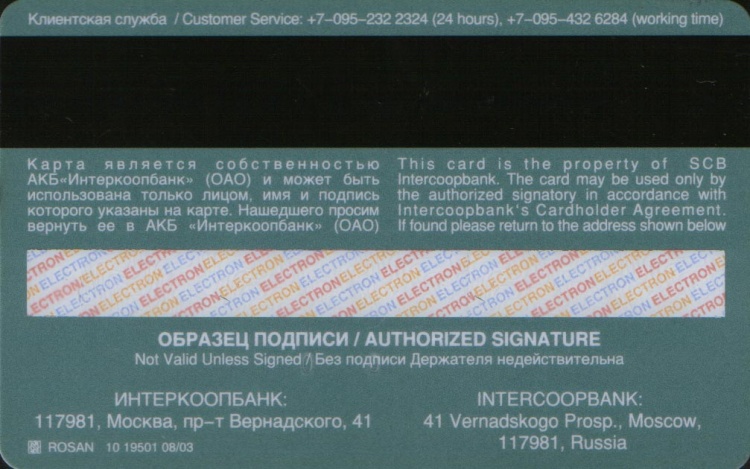 Клиентская служба / Customer Service: +7–095–232 2324 (24 hours), +7–095–432 6284 (working time)
Карта является собственностью
АКБ«Интеркоопбанк» (ОАО) и может быть
использована только лицом, имя и подпись
которого указаны на карте. Нашедшего просим
вернуть ее в АКБ «Интеркоопбанк» (ОАО)
This card is the property of SCB
Intercoopbank. The card may be used only by
the authorized signatory in accordance with
Intercoopbank's Cardholder Agreement.
If found please return to the address shown below
ELECTRON ELECTRON ELECTRON ELECTRON ELECTRON ELECTRON
ОБРАЗЕЦ ПОДПИСИ / AUTHORIZED SIGNATURE
Not Valid Unless Signed / Без подписи Держателя недействительна
ИНТЕРКООПБАНК:
117981, Москва, пр–т Вернадского, 41
INTERCOOPBANK:
41 Vernadskogo Prosp., Moscow,
117981, Russia
ROSAN 10 19501 08/03